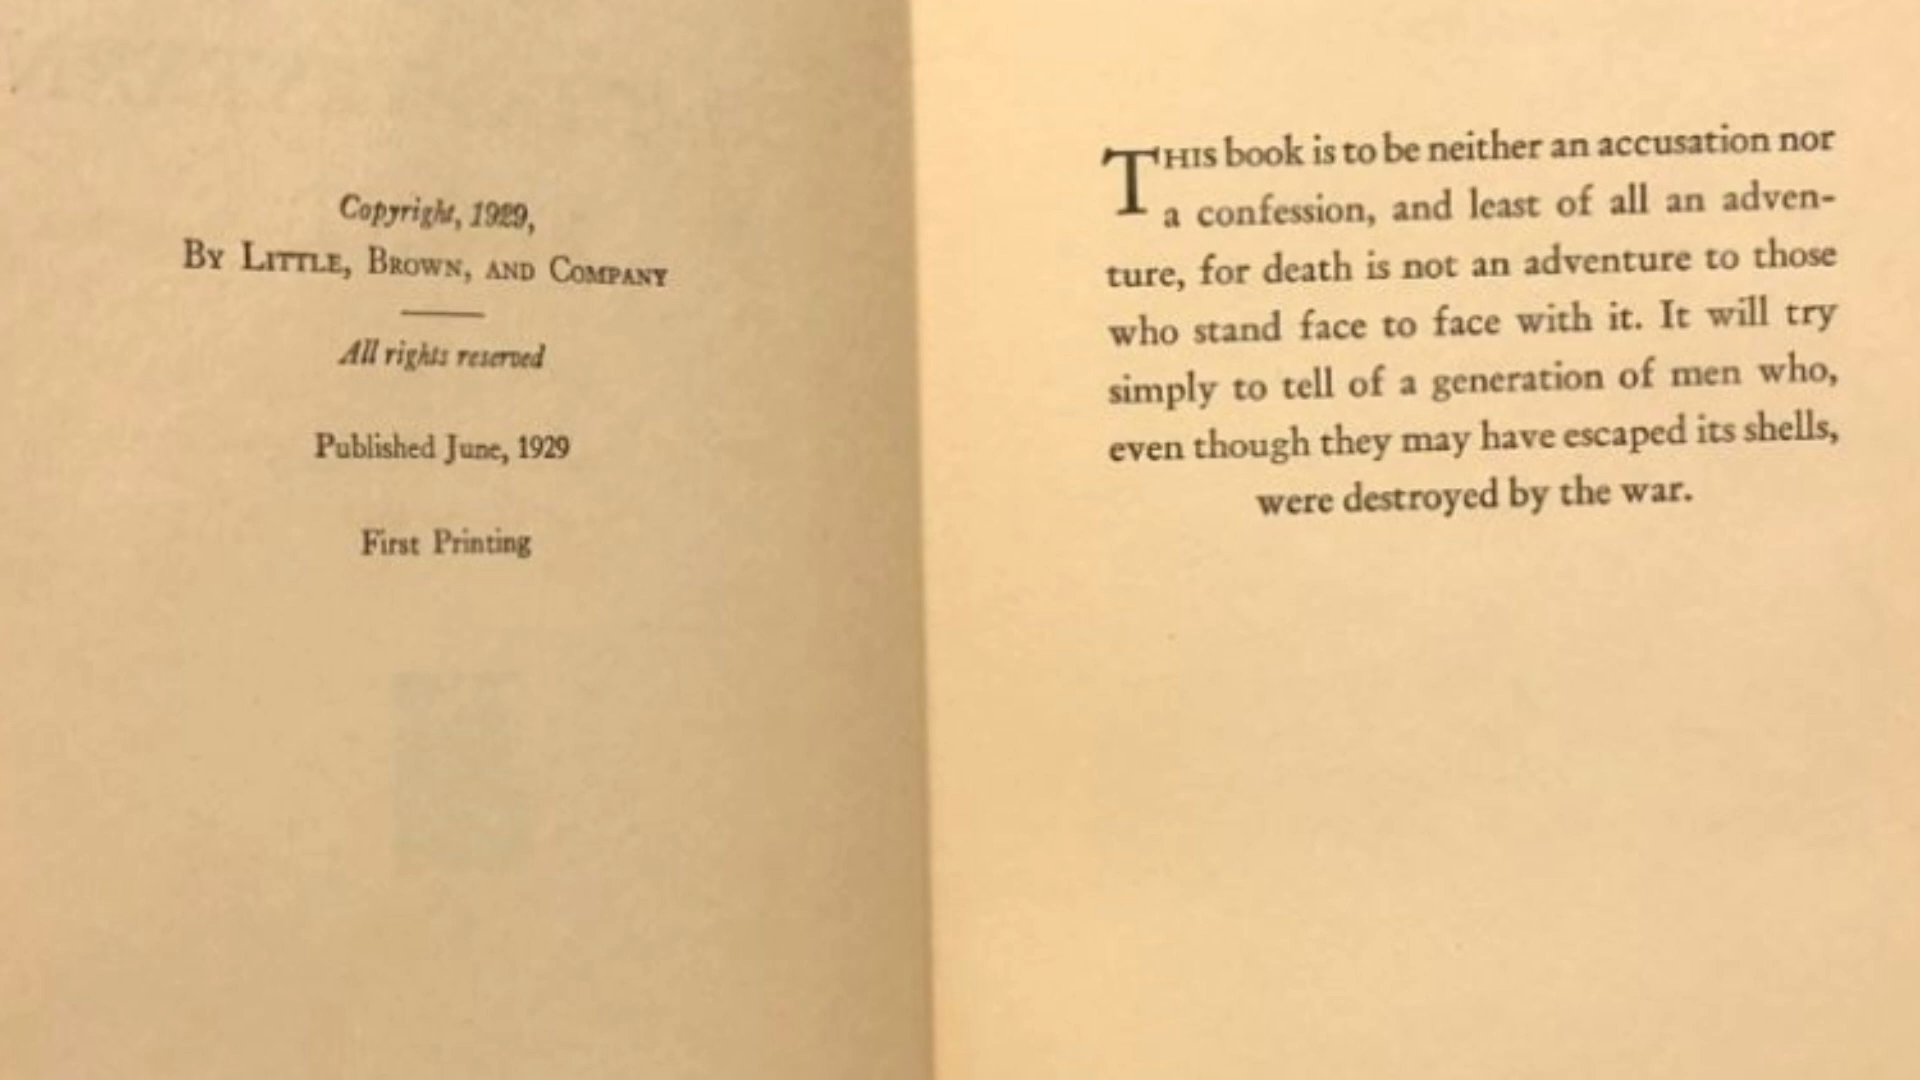 Copyright, 1929,
By Little, Brown, and Company
All rights reserved
Published June, 1929
First Printing
This book is to be neither an accusation nor
a confession, and least of all an adven-
ture, for death is not an adventure to those
who stand face to face with it. It will try
simply to tell of a generation of men who,
even though they may have escaped its shells,
were destroyed by the war.